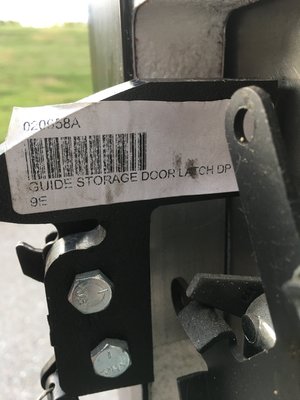 020958A
GUIDE STORAGE DOOR LATCH DP
9E